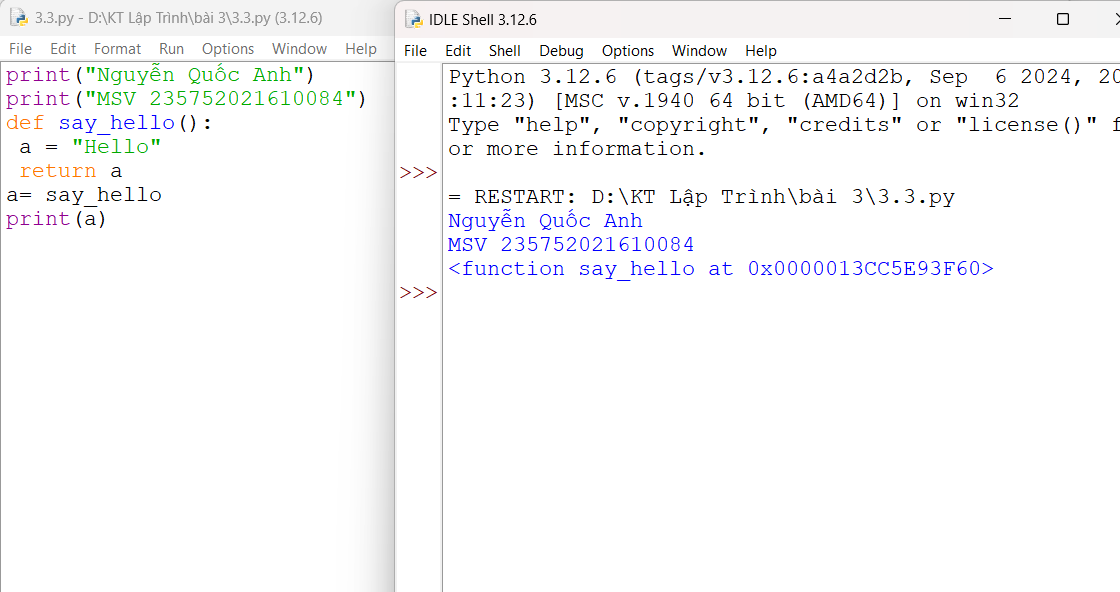 3.3.py - D:\KT Lập Trình\bài 3\3.3.py (3.12.6)
File Edit Format Run Options Window Help
print("Nguyễn Quốc Anh")
print("MSV 235752021610084")
def say_hello():
 a = "Hello"
 return a
a= say_hello
print(a)
IDLE Shell 3.12.6
File Edit Shell Debug Options Window Help
Python 3.12.6 (tags/v3.12.6:a4a2d2b, Sep  6 2024, 20
:11:23) [MSC v.1940 64 bit (AMD64)] on win32
Type "help", "copyright", "credits" or "license()" f
or more information.
>>>
= RESTART: D:\KT Lập Trình\bài 3\3.3.py
Nguyễn Quốc Anh
MSV 235752021610084
<function say_hello at 0x0000013CC5E93F60>
>>>